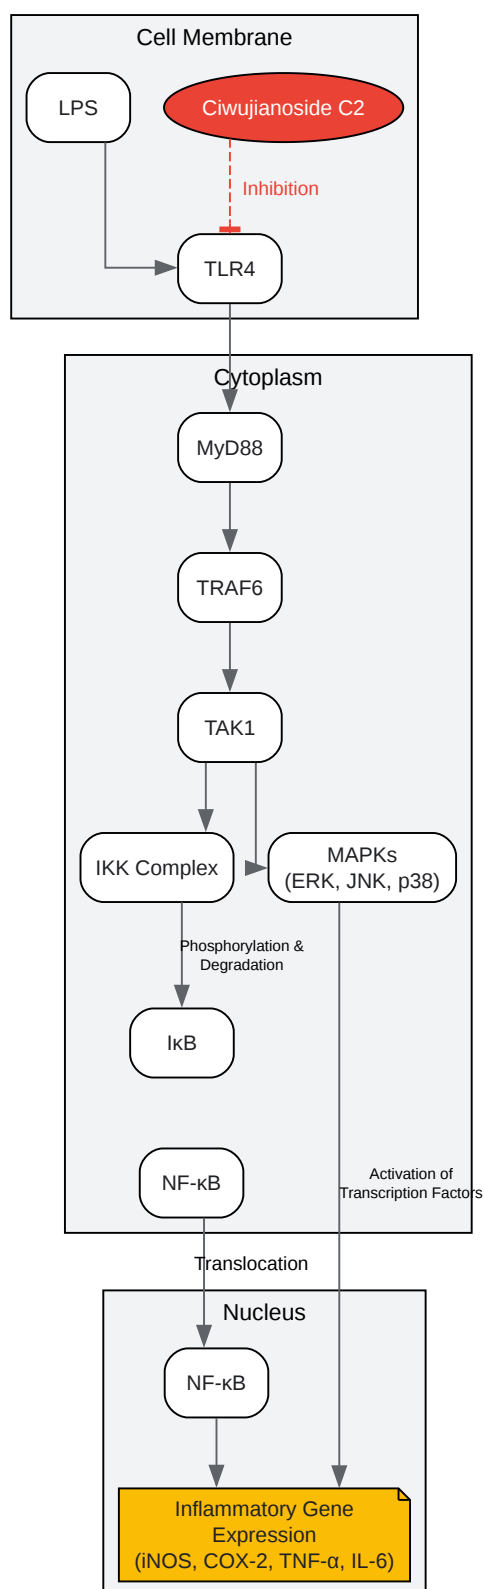 Cell Membrane
LPS
Ciwujianoside C2
Inhibition
TLR4
Cytoplasm
MyD88
TRAF6
TAK1
IKK Complex
MAPKs
(ERK, JNK, p38)
Phosphorylation &
Degradation
IκB
NF-κB
Activation of
Transcription Factors
Translocation
Nucleus
NF-κB
Inflammatory Gene
Expression
(iNOS, COX-2, TNF-α, IL-6)